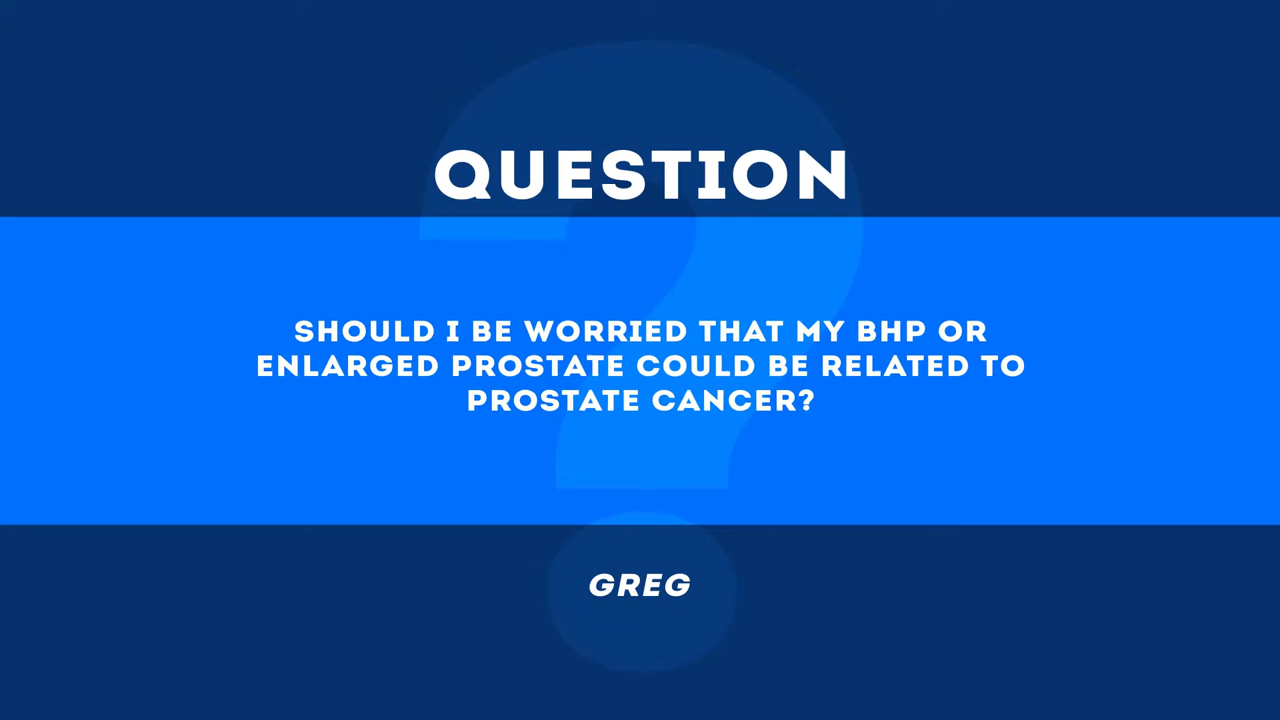 QUESTION
SHOULD I BE WORRIED THAT MY BHP OR
ENLARGED PROSTATE COULD BE RELATED TO
PROSTATE CANCER?
GREG